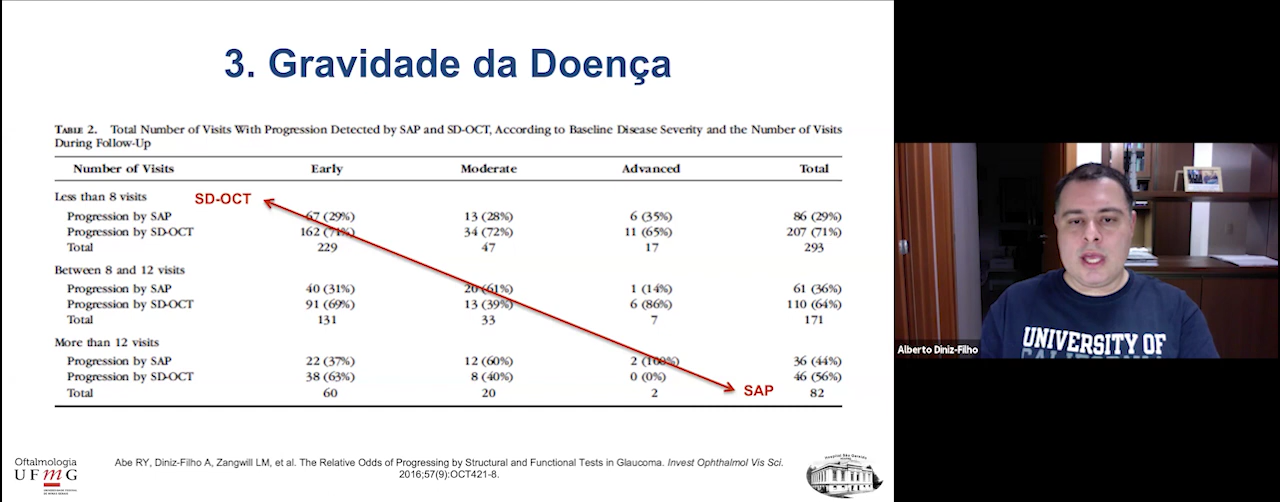 3. Gravidade da Doença
TABLE 2. Total Number of Visits With Progression Detected by SAP and SD-OCT, According to Baseline Disease Severity and the Number of Visits
During Follow-Up
Number of Visits Early Moderate Advanced Total
Less than 8 visits SD-OCT
Progression by SAP 67 (29%) 13 (28%) 6 (35%) 86 (29%)
Progression by SD-OCT 162 (71%) 34 (72%) 11 (65%) 207 (71%)
Total 229 47 17 293
Between 8 and 12 visits
Progression by SAP 40 (31%) 20 (61%) 1 (14%) 61 (36%)
Progression by SD-OCT 91 (69%) 13 (39%) 6 (86%) 110 (64%)
Total 131 33 7 171
More than 12 visits
Progression by SAP 22 (37%) 12 (60%) 2 (100%) 36 (44%)
Progression by SD-OCT 38 (63%) 8 (40%) 0 (0%) 46 (56%)
SAP
Total 60 20 2 82
Oftalmologia
UFmG
Abe RY, Diniz-Filho A, Zangwill LM, et al. The Relative Odds of Progressing by Structural and Functional Tests in Glaucoma. Invest Ophthalmol Vis Sci.
2016;57(9):OCT421-8.
Hospital São Geraldo
UNIVERSITY OF
CALIFORNIA
Alberto Diniz-Filho